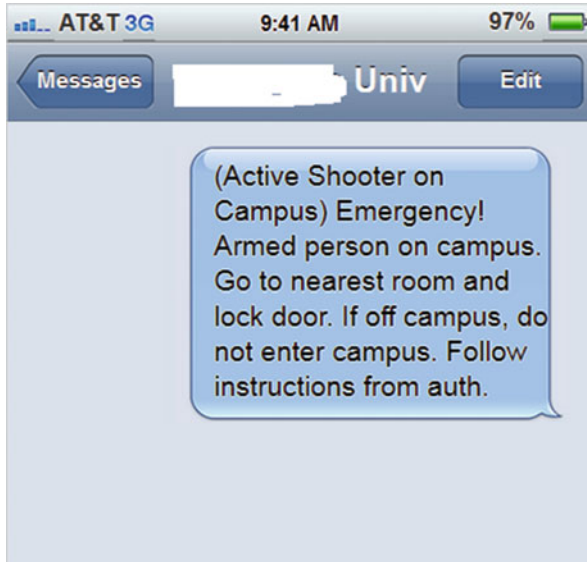 AT&T 3G 9:41 AM 97%
Messages Univ Edit
(Active Shooter on
Campus) Emergency!
Armed person on campus.
Go to nearest room and
lock door. If off campus, do
not enter campus. Follow
instructions from auth.